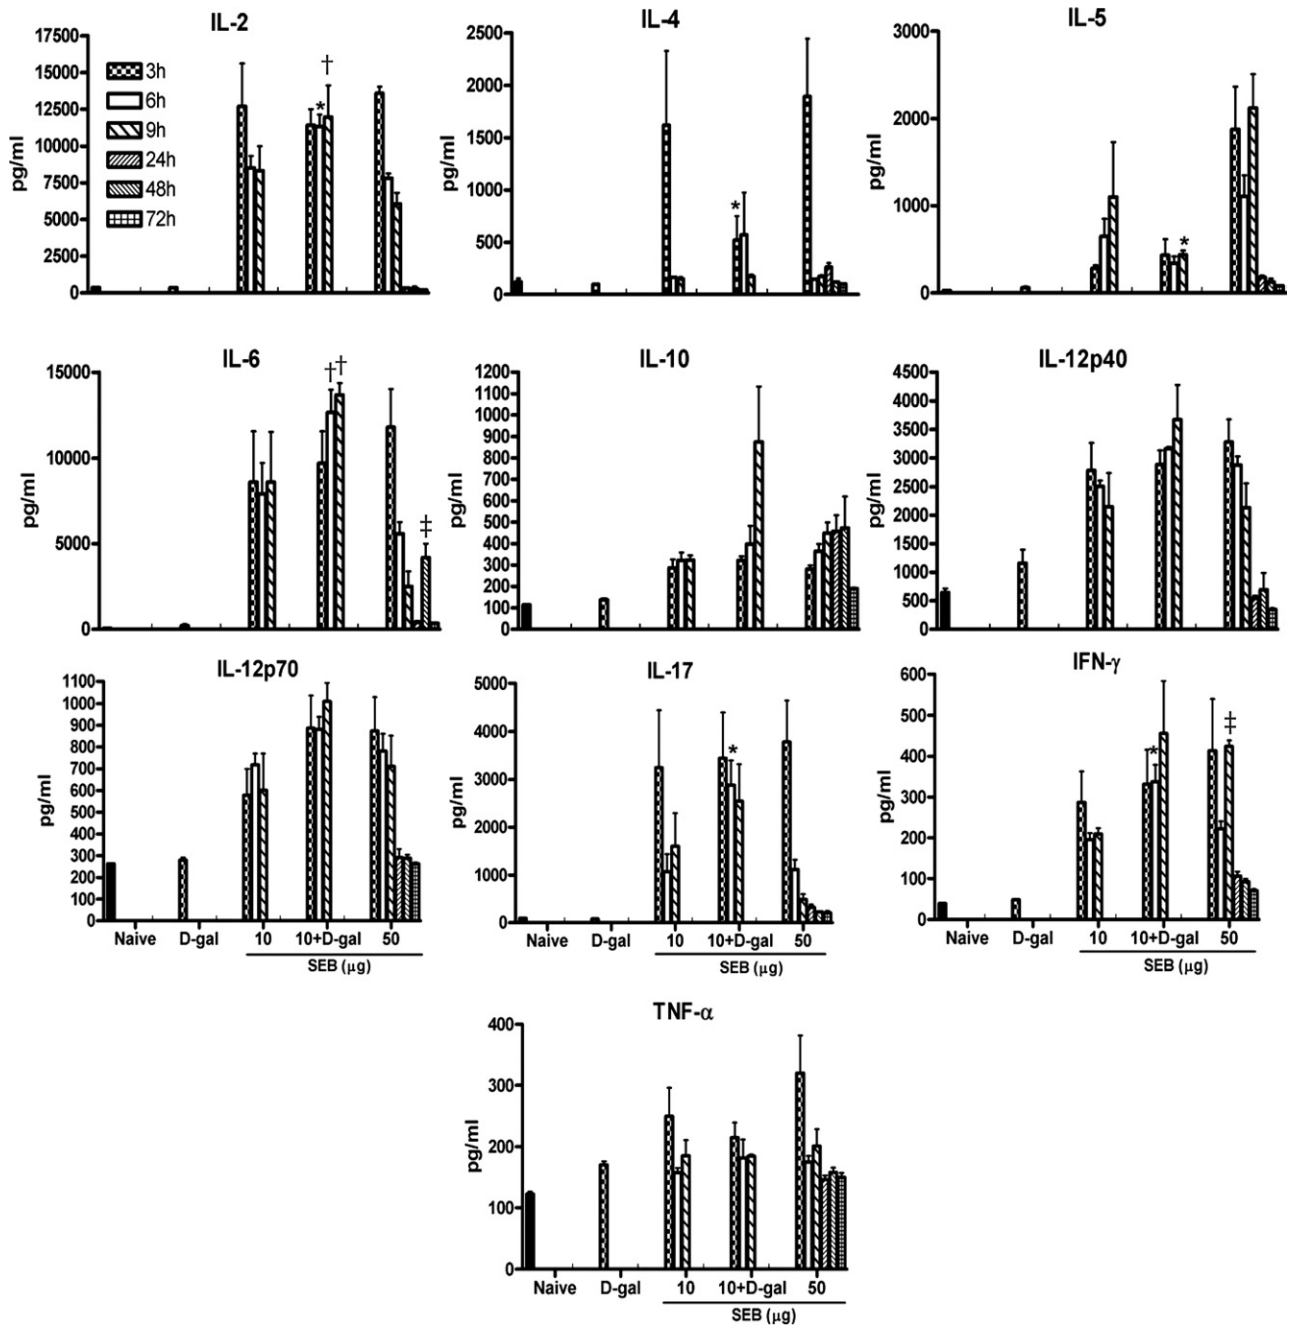 IL-2
17500
15000
12500
10000
7500
5000
2500
0
pg/ml
3h
6h
9h
24h
48h
72h
*
†
IL-4
2500
2000
1500
1000
500
0
pg/ml
*
IL-5
3000
2000
1000
0
pg/ml
*
IL-6
15000
10000
5000
0
pg/ml
††
‡
IL-10
1200
1100
1000
900
800
700
600
500
400
300
200
100
0
pg/ml
IL-12p40
4500
4000
3500
3000
2500
2000
1500
1000
500
0
pg/ml
IL-12p70
1100
1000
900
800
700
600
500
400
300
200
100
0
pg/ml
Naive D-gal 10 10+D-gal 50
SEB (μg)
IL-17
5000
4000
3000
2000
1000
0
pg/ml
*
Naive D-gal 10 10+D-gal 50
SEB (μg)
IFN-γ
600
500
400
300
200
100
0
pg/ml
*
‡
Naive D-gal 10 10+D-gal 50
SEB (μg)
TNF-α
400
300
200
100
0
pg/ml
Naive D-gal 10 10+D-gal 50
SEB (μg)